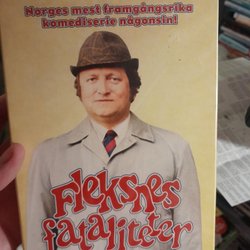 Norges mest framgångsrika
komediserie någonsin!
Fleksnes
fataliteter